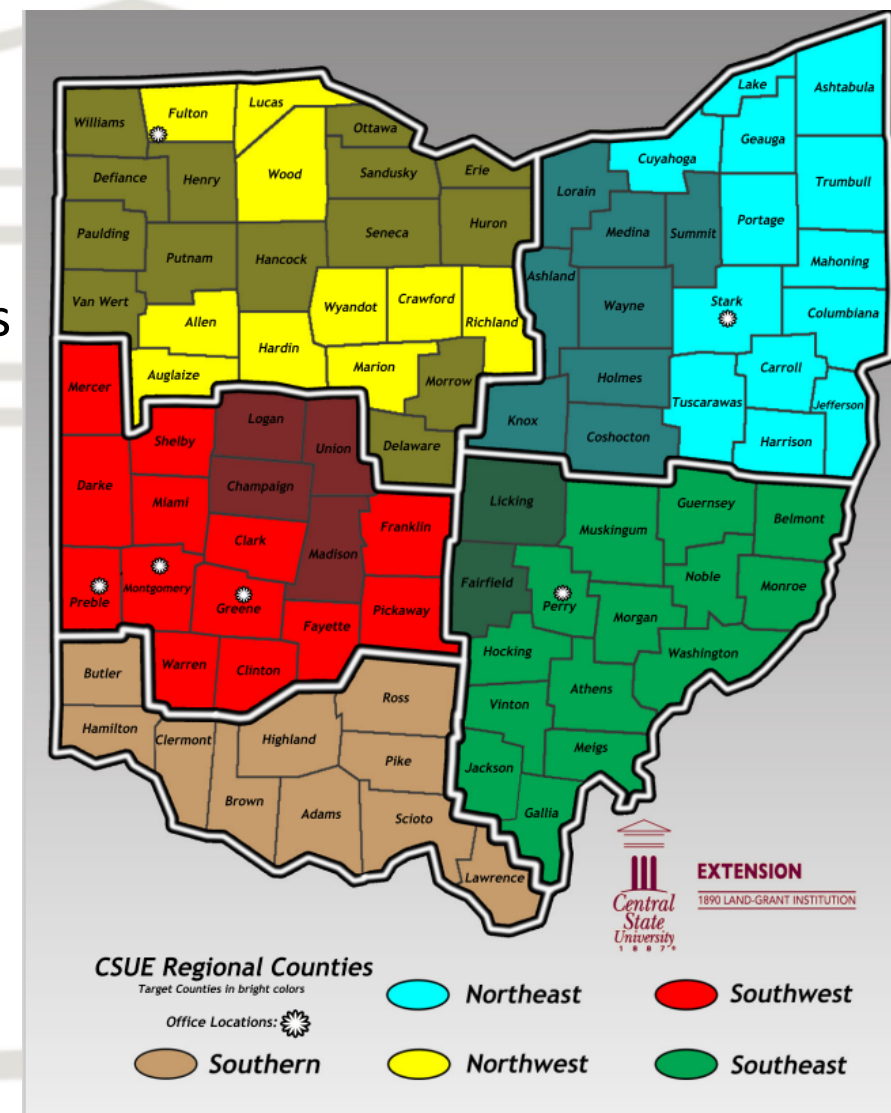 s
Lake
Ashtabula
Lucas
Fulton
Williams
Ottawa
Geauga
Cuyahoga
Wood
Sandusky
Erie
Defiance
Henry
Trumbull
Lorain
Portage
Medina
Summit
Huron
Paulding
Seneca
Putnam
Hancock
Mahoning
Ashland
Van Wert
Wyandot
Crawford
Wayne
Stark
Columbiana
Allen
Richland
Hardin
Marion
Carroll
Auglaize
Holmes
Morrow
Mercer
Tuscarawas
Jefferson
Logan
Knox
Shelby
Coshocton
Harrison
Union
Delaware
Darke
Champaign
Licking
Guernsey
Miami
Franklin
Muskingum
Belmont
Clark
Madison
Noble
Fairfield
Monroe
Montgomery
Preble
Greene
Perry
Pickaway
Morgan
Fayette
Hocking
Washington
Warren
Clinton
Butler
Athens
Ross
Vinton
Hamilton
Clermont
Highland
Meigs
Pike
Jackson
Brown
Adams
Scioto
Gallia
Lawrence
Central
State
University
1887®
EXTENSION
1890 LAND-GRANT INSTITUTION
CSUE Regional Counties
Target Counties in bright colors
Office Locations:
Northeast
Southwest
Southern
Northwest
Southeast